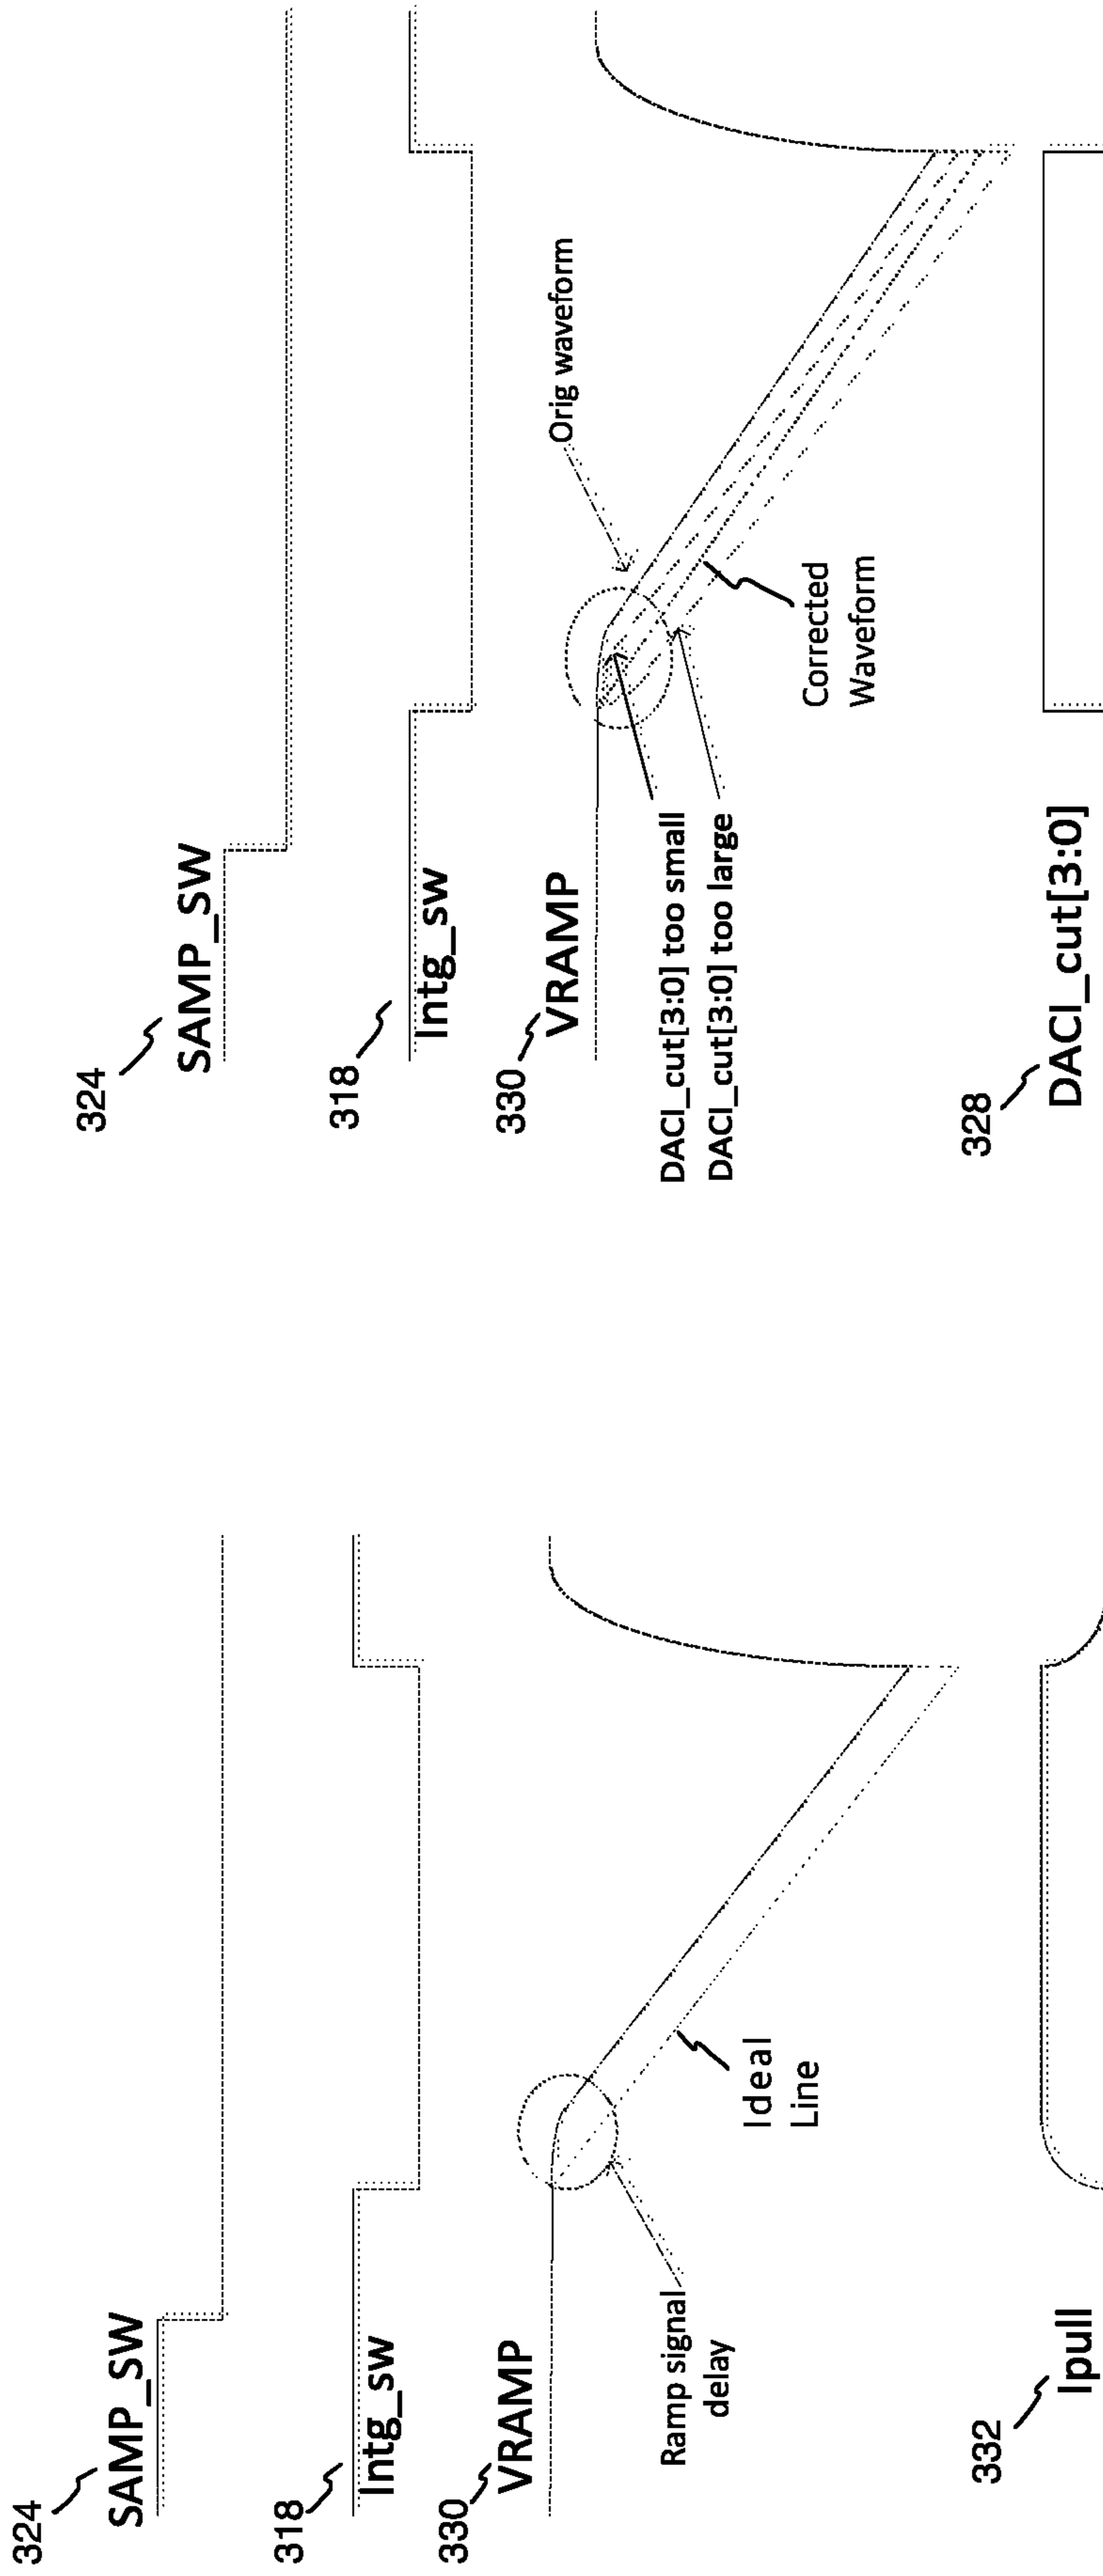 324
SAMP_SW
318
Intg_sw
330
VRAMP
Ramp signal
delay
Ideal
Line
332
Ipull
324
SAMP_SW
318
Intg_sw
330
VRAMP
Orig waveform
DACI_cut[3:0] too small
DACI_cut[3:0] too large
Corrected
Waveform
328
DACI_cut[3:0]